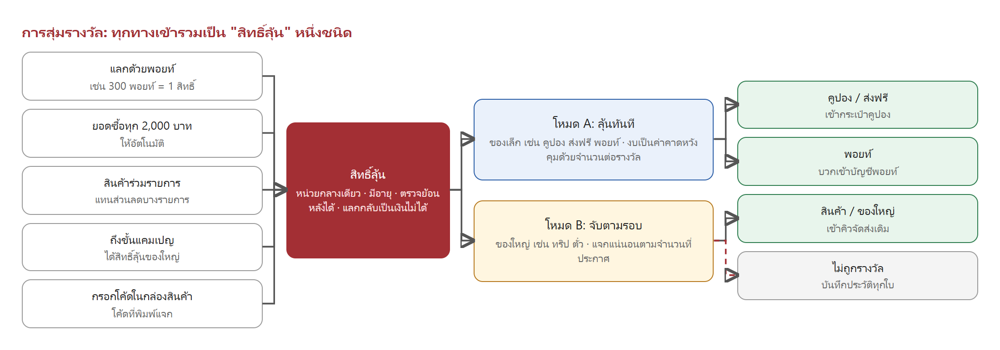 การสุ่มรางวัล: ทุกทางเข้ารวมเป็น "สิทธิ์ลุ้น" หนึ่งชนิด
แลกด้วยพอยท์
เช่น 300 พอยท์ = 1 สิทธิ์
ยอดซื้อทุก 2,000 บาท
ให้อัตโนมัติ
สินค้าร่วมรายการ
แทนส่วนลดบางรายการ
ถึงขั้นแคมเปญ
ได้สิทธิ์ลุ้นของใหญ่
กรอกโค้ดในกล่องสินค้า
โค้ดที่พิมพ์แจก
สิทธิ์ลุ้น
หน่วยกลางเดียว · มีอายุ · ตรวจย้อน
หลังได้ · แลกกลับเป็นเงินไม่ได้
โหมด A: ลุ้นทันที
ของเล็ก เช่น คูปอง ส่งฟรี พอยท์ · งบเป็นค่าคาดหวัง
คุมด้วยจำนวนต่อรางวัล
โหมด B: จับตามรอบ
ของใหญ่ เช่น ทริป ตั๋ว · แจกแน่นอนตามจำนวนที่
ประกาศ
คูปอง / ส่งฟรี
เข้ากระเป๋าคูปอง
พอยท์
บวกเข้าบัญชีพอยท์
สินค้า / ของใหญ่
เข้าคิวจัดส่งเดิม
ไม่ถูกรางวัล
บันทึกประวัติทุกใบ